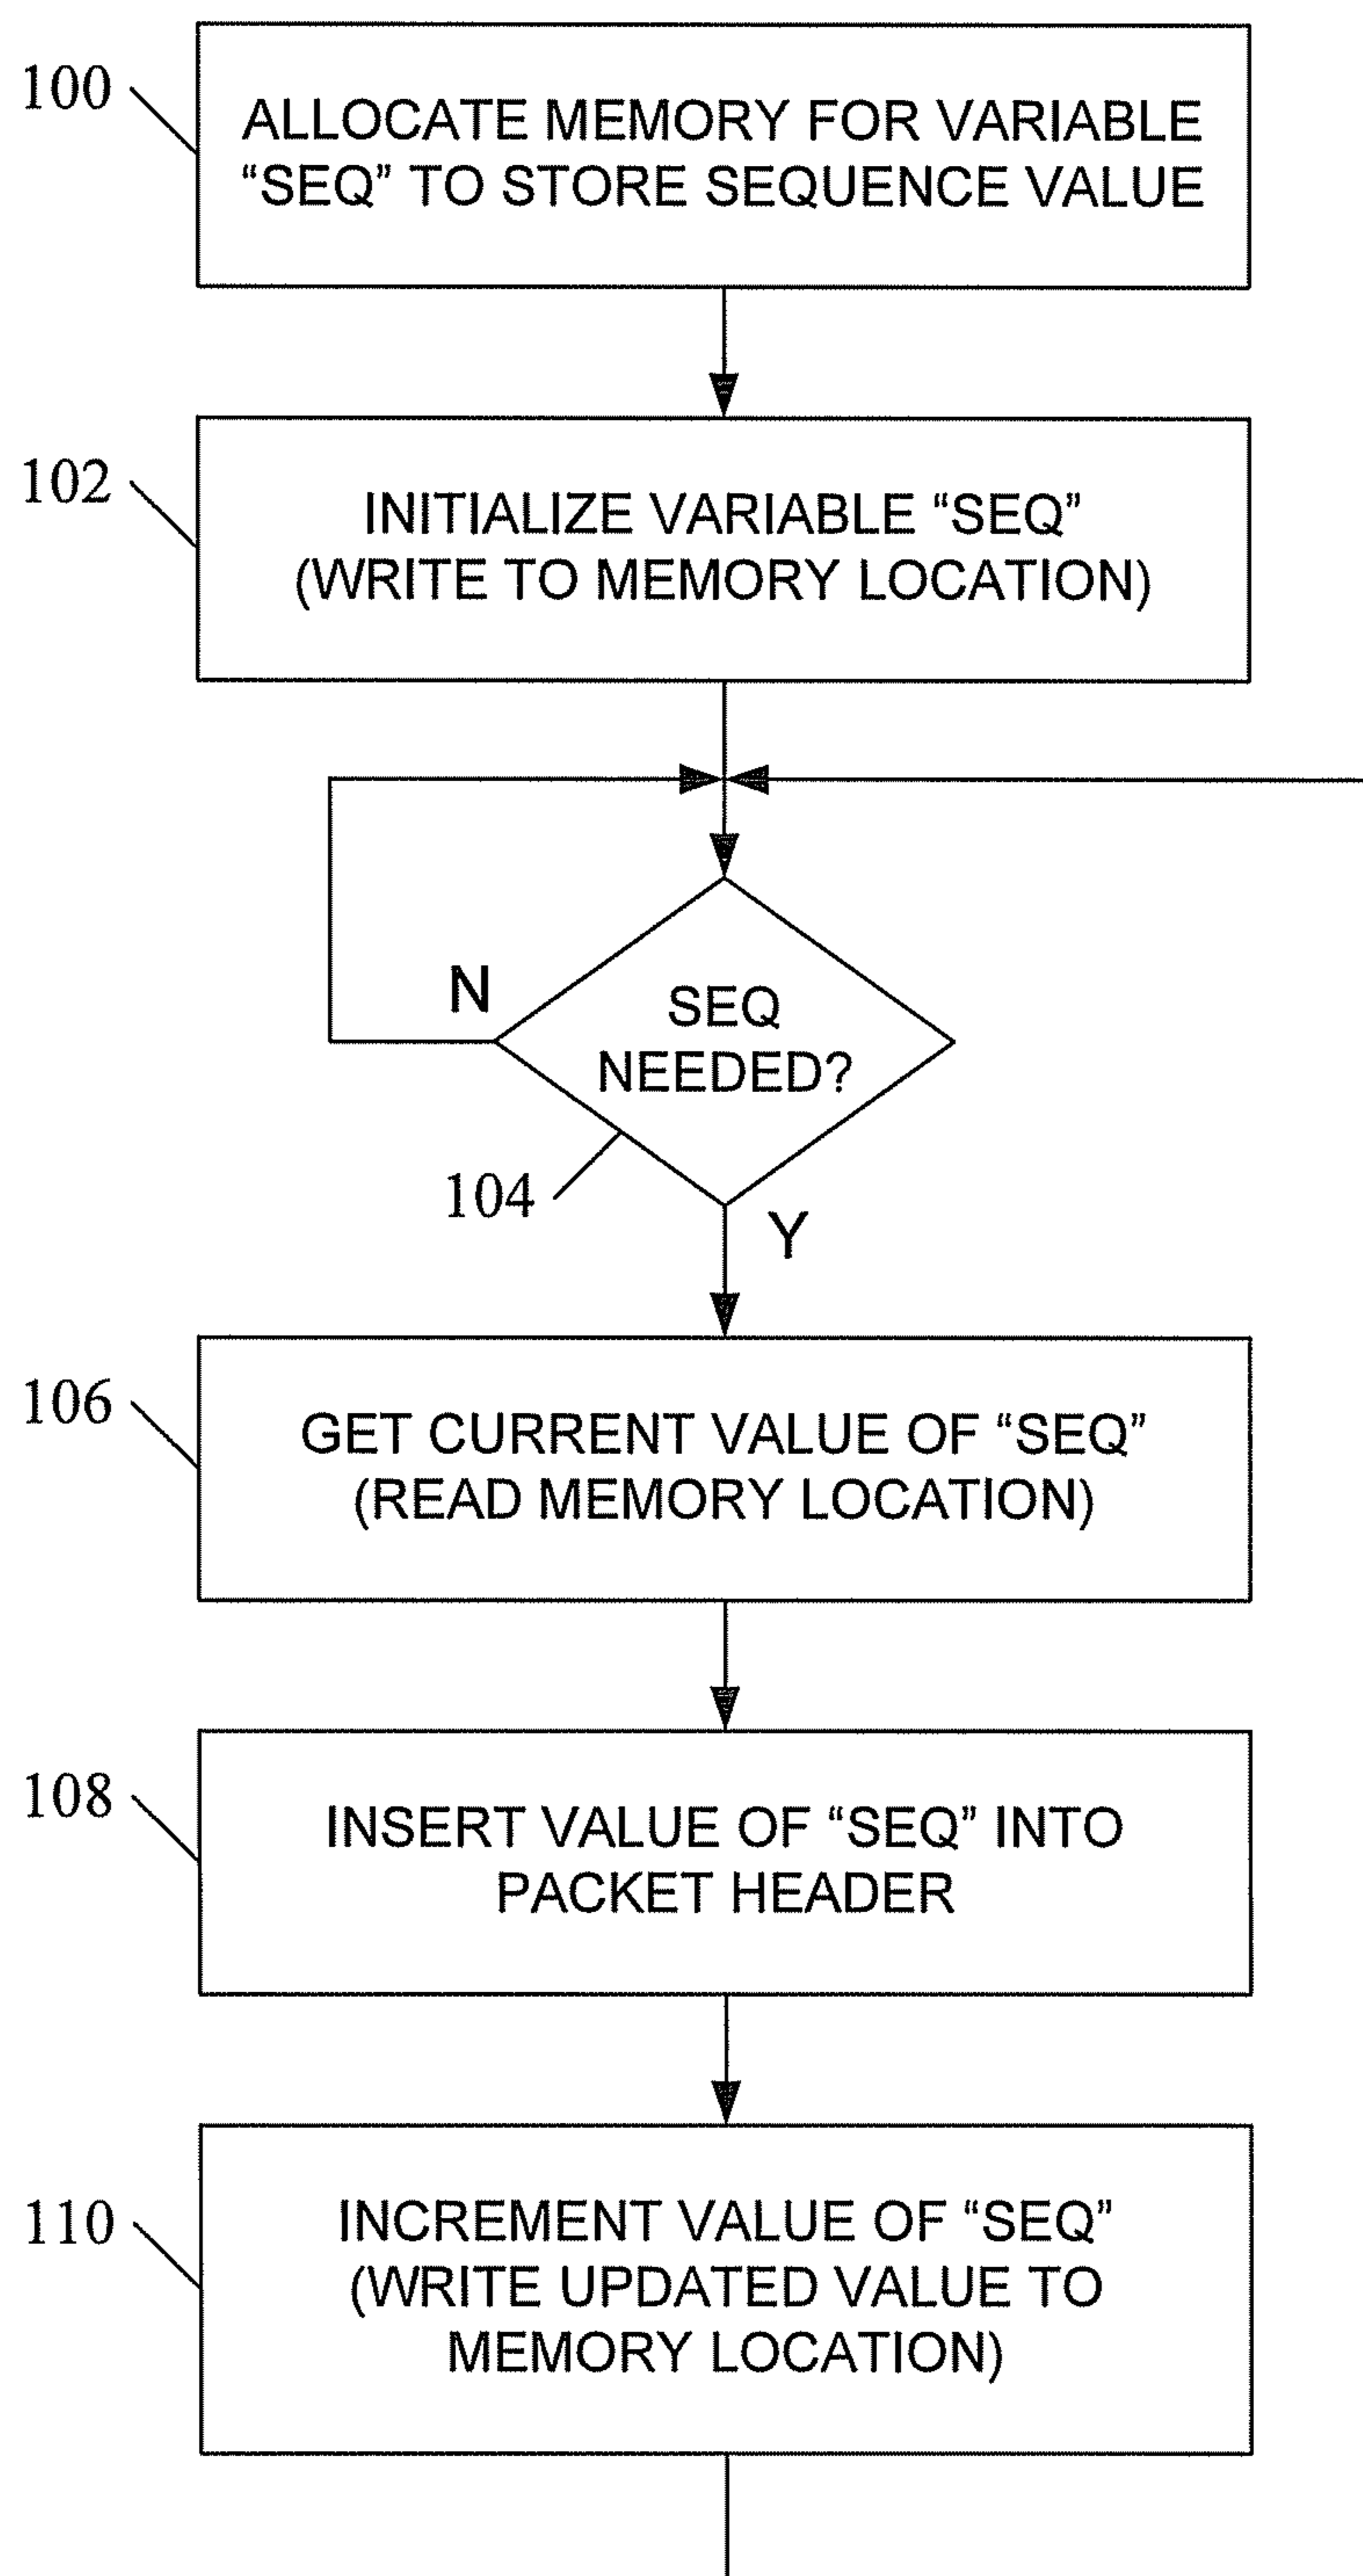 100
ALLOCATE MEMORY FOR VARIABLE
“SEQ” TO STORE SEQUENCE VALUE
102
INITIALIZE VARIABLE “SEQ”
(WRITE TO MEMORY LOCATION)
N
SEQ
NEEDED?
104
Y
106
GET CURRENT VALUE OF “SEQ”
(READ MEMORY LOCATION)
108
INSERT VALUE OF “SEQ” INTO
PACKET HEADER
110
INCREMENT VALUE OF “SEQ”
(WRITE UPDATED VALUE TO
MEMORY LOCATION)